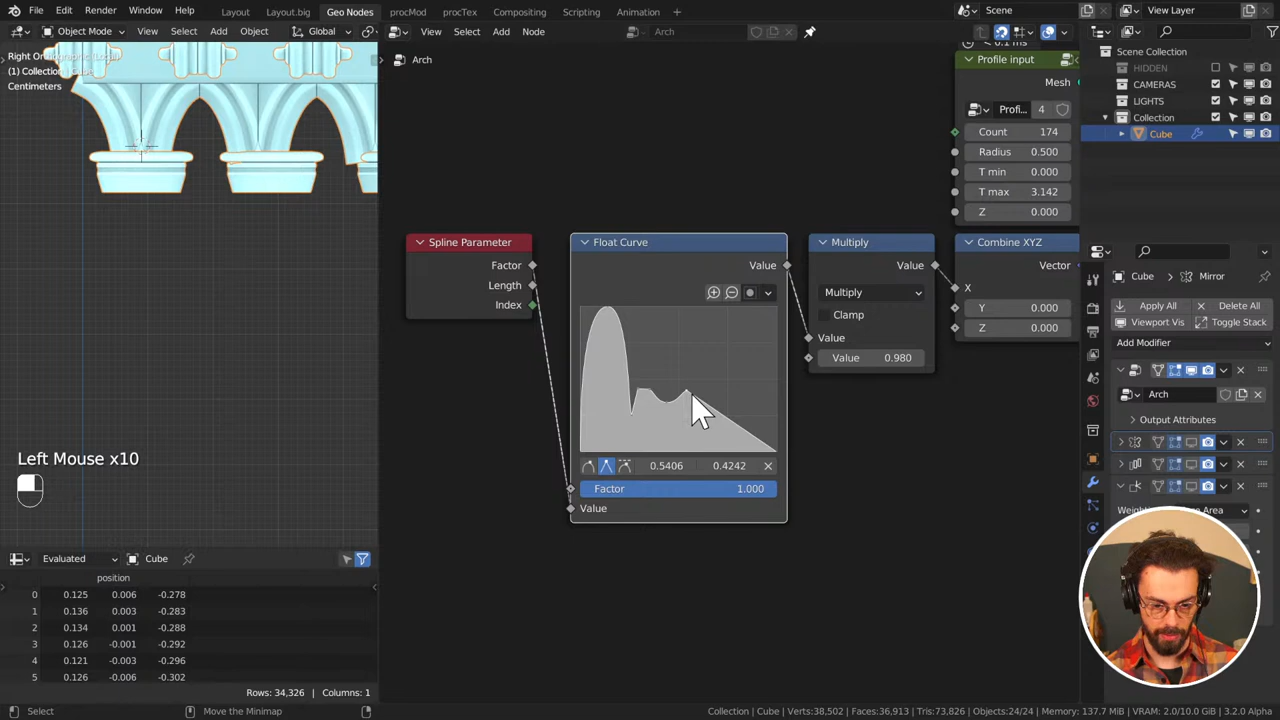 File Edit Render Window Help Layout Layout.big Geo Nodes procMod procTex Compositing Scripting Animation + Scene View Layer
Object Mode View Select Add Object Global View Select Add Node Arch
Right Orthographic (Local)
(1) Collection | Cube
Centimeters
Arch
Scene Collection
HIDDEN
CAMERAS
LIGHTS
Collection
Cube
Profile input
Mesh
Profi... 4
Count 174
Radius 0.500
T min 0.000
T max 3.142
Z 0.000
Spline Parameter
Factor
Length
Index
Float Curve
Value
0.5406 0.4242
Factor 1.000
Value
Multiply
Value
Multiply
Clamp
Value
Value 0.980
Combine XYZ
Vector
X
Y 0.000
Z 0.000
Cube Mirror
Apply All Delete All
Viewport Vis Toggle Stack
Add Modifier
Arch
Output Attributes
Left Mouse x10
Evaluated Cube
position
0 0.125 0.006 -0.278
1 0.136 0.003 -0.283
2 0.134 0.001 -0.288
3 0.126 -0.001 -0.292
4 0.121 -0.003 -0.296
5 0.126 -0.006 -0.302
Rows: 34,326 | Columns: 1
Select Move the Minimap Collection | Cube | Verts:38,502 | Faces:36,913 | Tris:73,826 | Objects:24/24 | Memory: 137.7 MiB | VRAM: 2.0/10.0 GiB | 3.2.0 Alpha